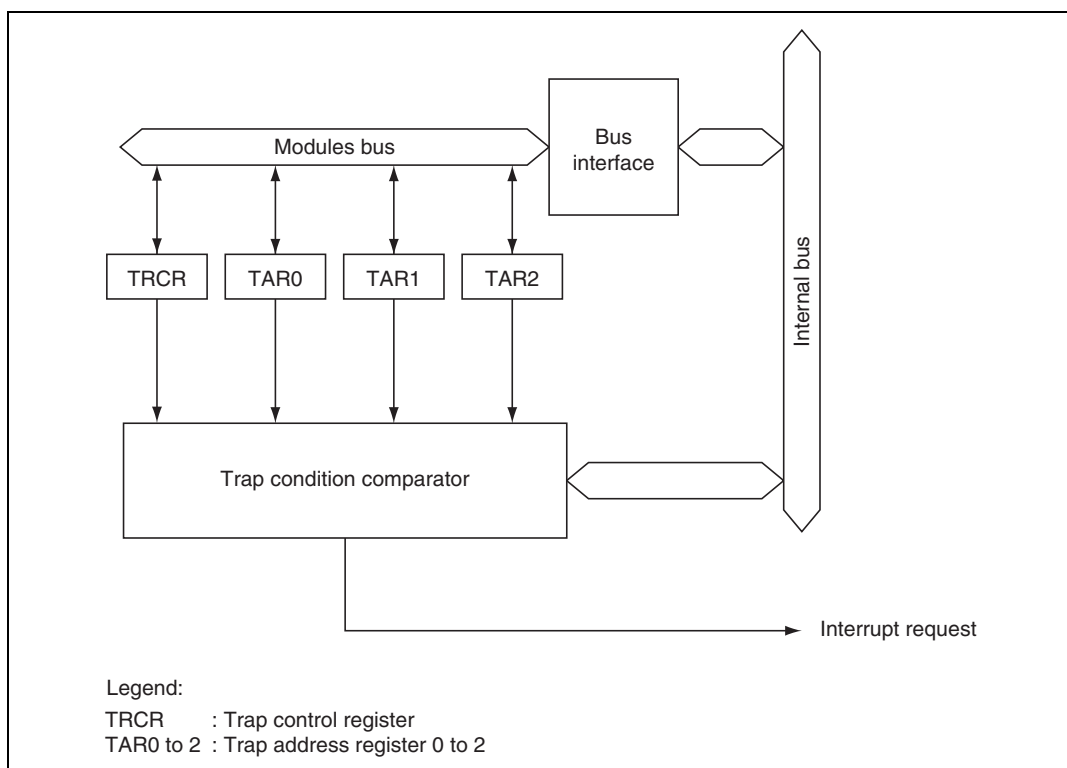 Bus
interface
Modules bus
Internal bus
TRCR
TAR0
TAR1
TAR2
Trap condition comparator
Interrupt request
Legend:
TRCR : Trap control register
TAR0 to 2 : Trap address register 0 to 2